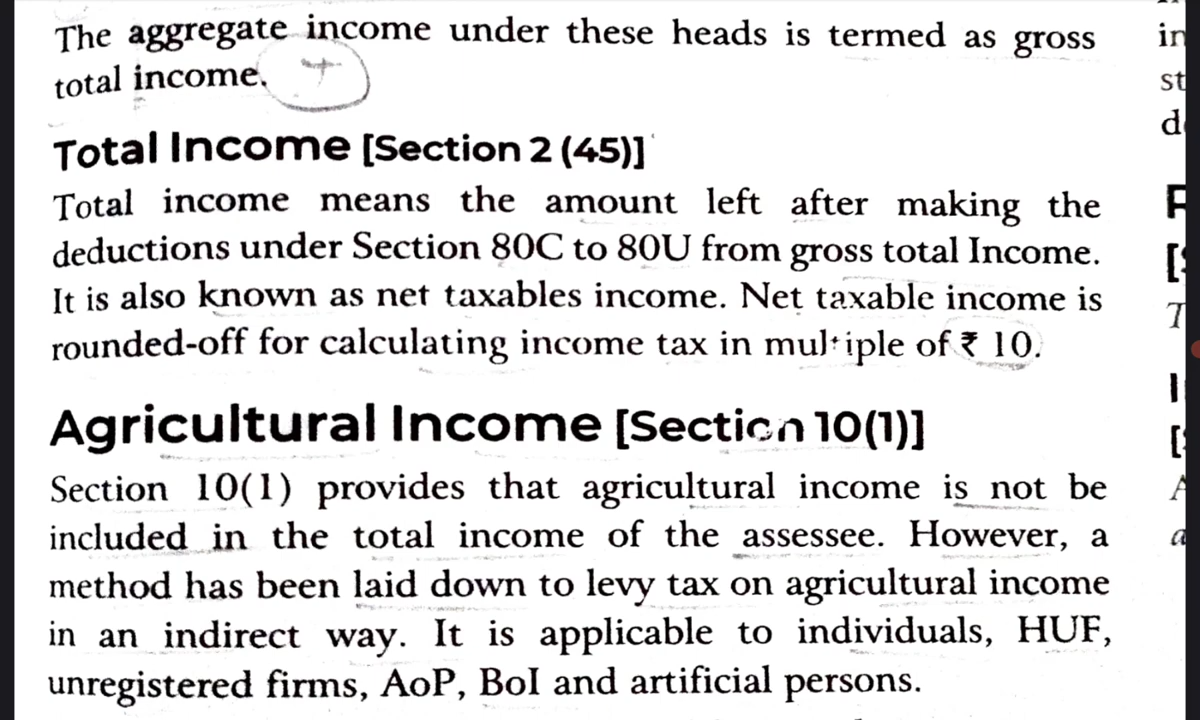 The aggregate income under these heads is termed as gross
total income.
Total Income [Section 2 (45)]
Total income means the amount left after making the
deductions under Section 80C to 80U from gross total Income.
It is also known as net taxables income. Net taxable income is
rounded-off for calculating income tax in multiple of ₹ 10.
Agricultural Income [Section 10(1)]
Section 10(1) provides that agricultural income is not be
included in the total income of the assessee. However, a
method has been laid down to levy tax on agricultural income
in an indirect way. It is applicable to individuals, HUF,
unregistered firms, AoP, BoI and artificial persons.